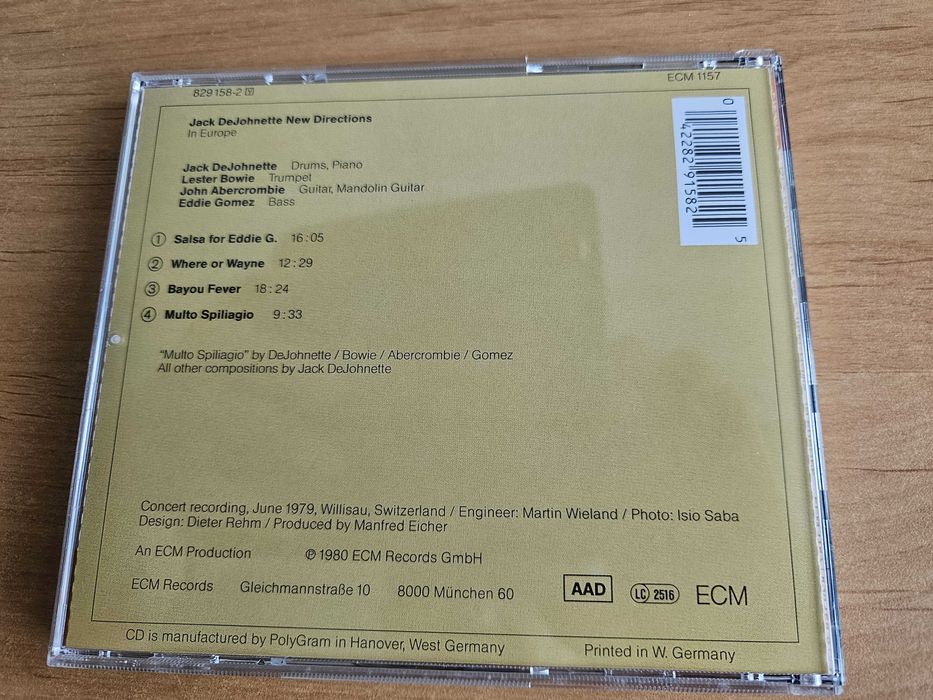 829 158-2 Y
ECM 1157
0 42282 91582 5
Jack DeJohnette New Directions
In Europe
Jack DeJohnette Drums, Piano
Lester Bowie Trumpet
John Abercrombie Guitar, Mandolin Guitar
Eddie Gomez Bass
1 Salsa for Eddie G. 16:05
2 Where or Wayne 12:29
3 Bayou Fever 18:24
4 Multo Spiliagio 9:33
"Multo Spiliagio" by DeJohnette / Bowie / Abercrombie / Gomez
All other compositions by Jack DeJohnette
Concert recording, June 1979, Willisau, Switzerland / Engineer: Martin Wieland / Photo: Isio Saba
Design: Dieter Rehm / Produced by Manfred Eicher
An ECM Production ℗ 1980 ECM Records GmbH
ECM Records Gleichmannstraße 10 8000 München 60 AAD LC 2516 ECM
CD is manufactured by PolyGram in Hanover, West Germany Printed in W. Germany